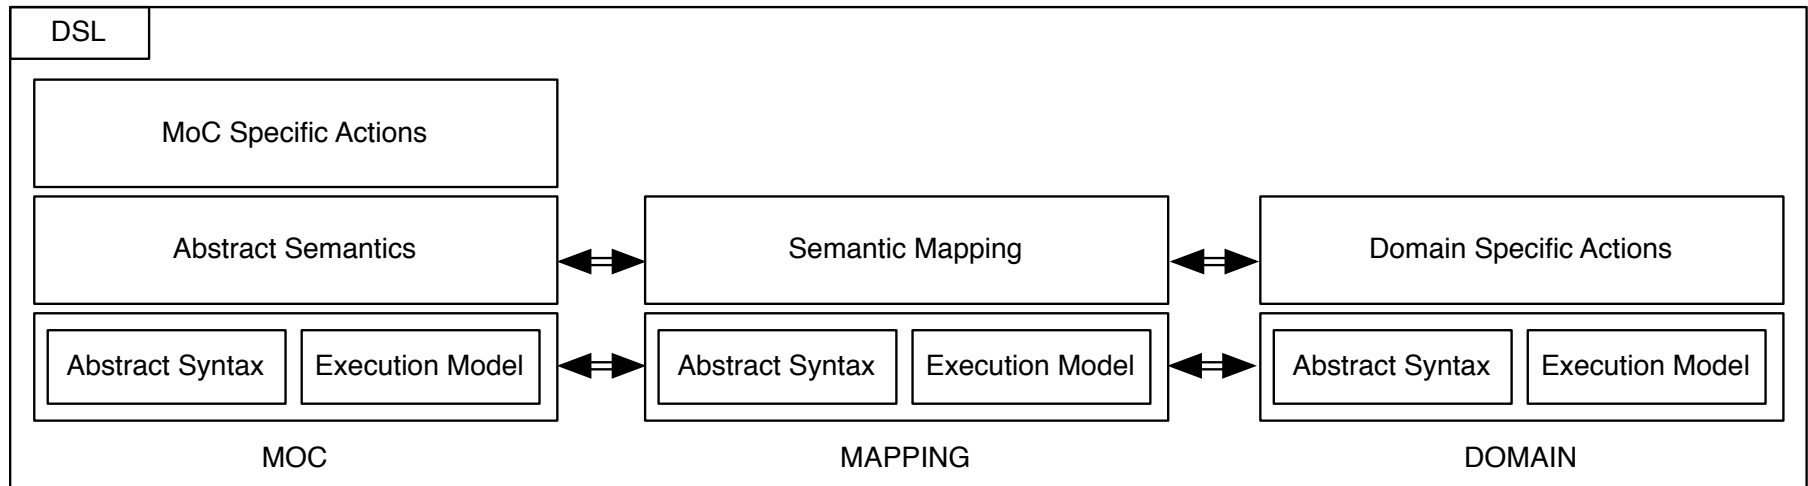 DSL
MoC Specific Actions
Abstract Semantics
Semantic Mapping
Domain Specific Actions
Abstract Syntax
Execution Model
Abstract Syntax
Execution Model
Abstract Syntax
Execution Model
MOC
MAPPING
DOMAIN